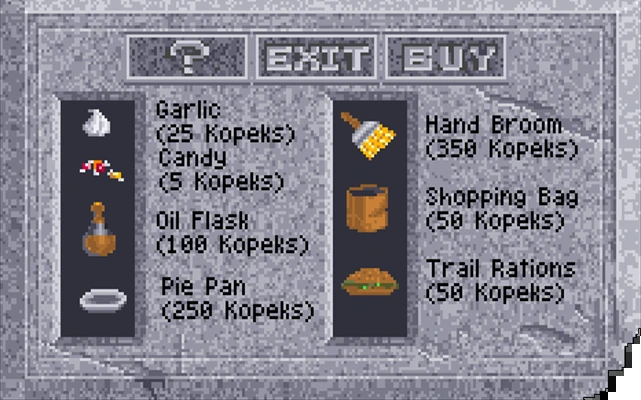 ? EXIT BUY
Garlic
(25 Kopeks)
Candy
(5 Kopeks)
Oil Flask
(100 Kopeks)
Pie Pan
(250 Kopeks)
Hand Broom
(350 Kopeks)
Shopping Bag
(50 Kopeks)
Trail Rations
(50 Kopeks)